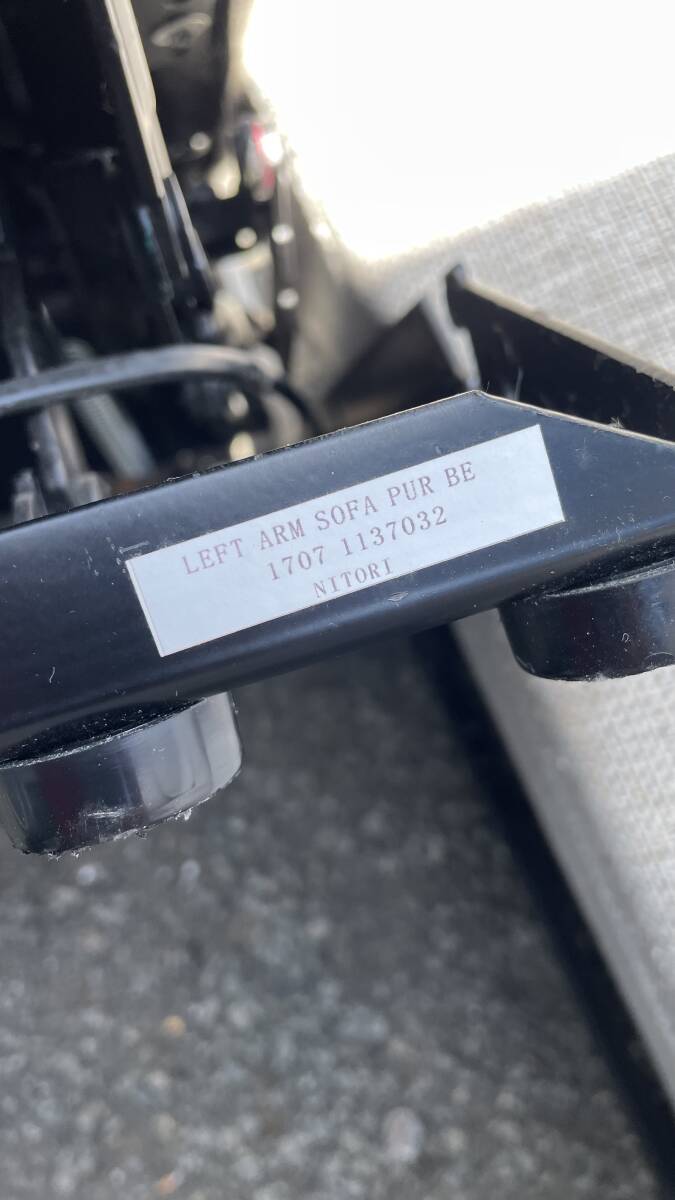 LEFT ARM SOFA PUR BE
1707 1137032
NITORI